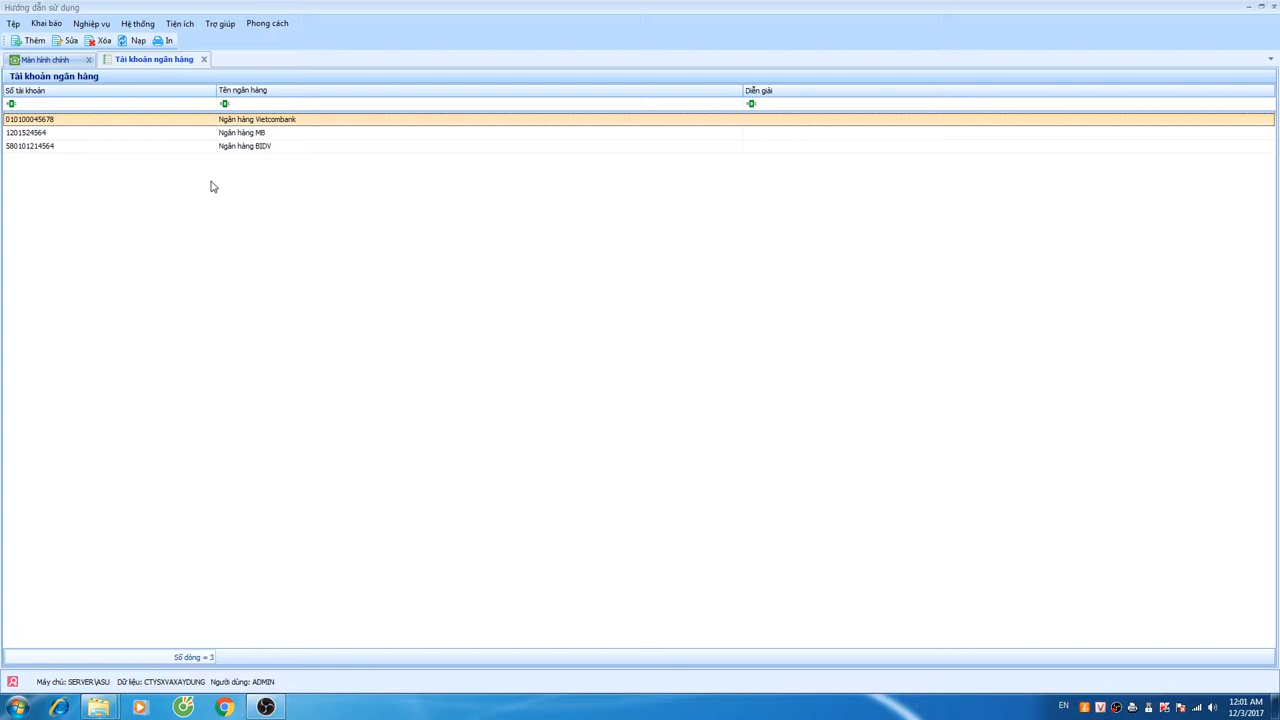 Hướng dẫn sử dụng
Tệp Khai báo Nghiệp vụ Hệ thống Tiện ích Trợ giúp Phong cách
Thêm Sửa Xóa Nạp In
Màn hình chính Tài khoản ngân hàng
Tài khoản ngân hàng
Số tài khoản Tên ngân hàng Diễn giải
010100045678 Ngân hàng Vietcombank
1201524564 Ngân hàng MB
580101214564 Ngân hàng BIDV
Số dòng = 3
Máy chủ: SERVER\ASU Dữ liệu: CTYSXVAXAYDUNG Người dùng: ADMIN
EN
12:01 AM
12/3/2017